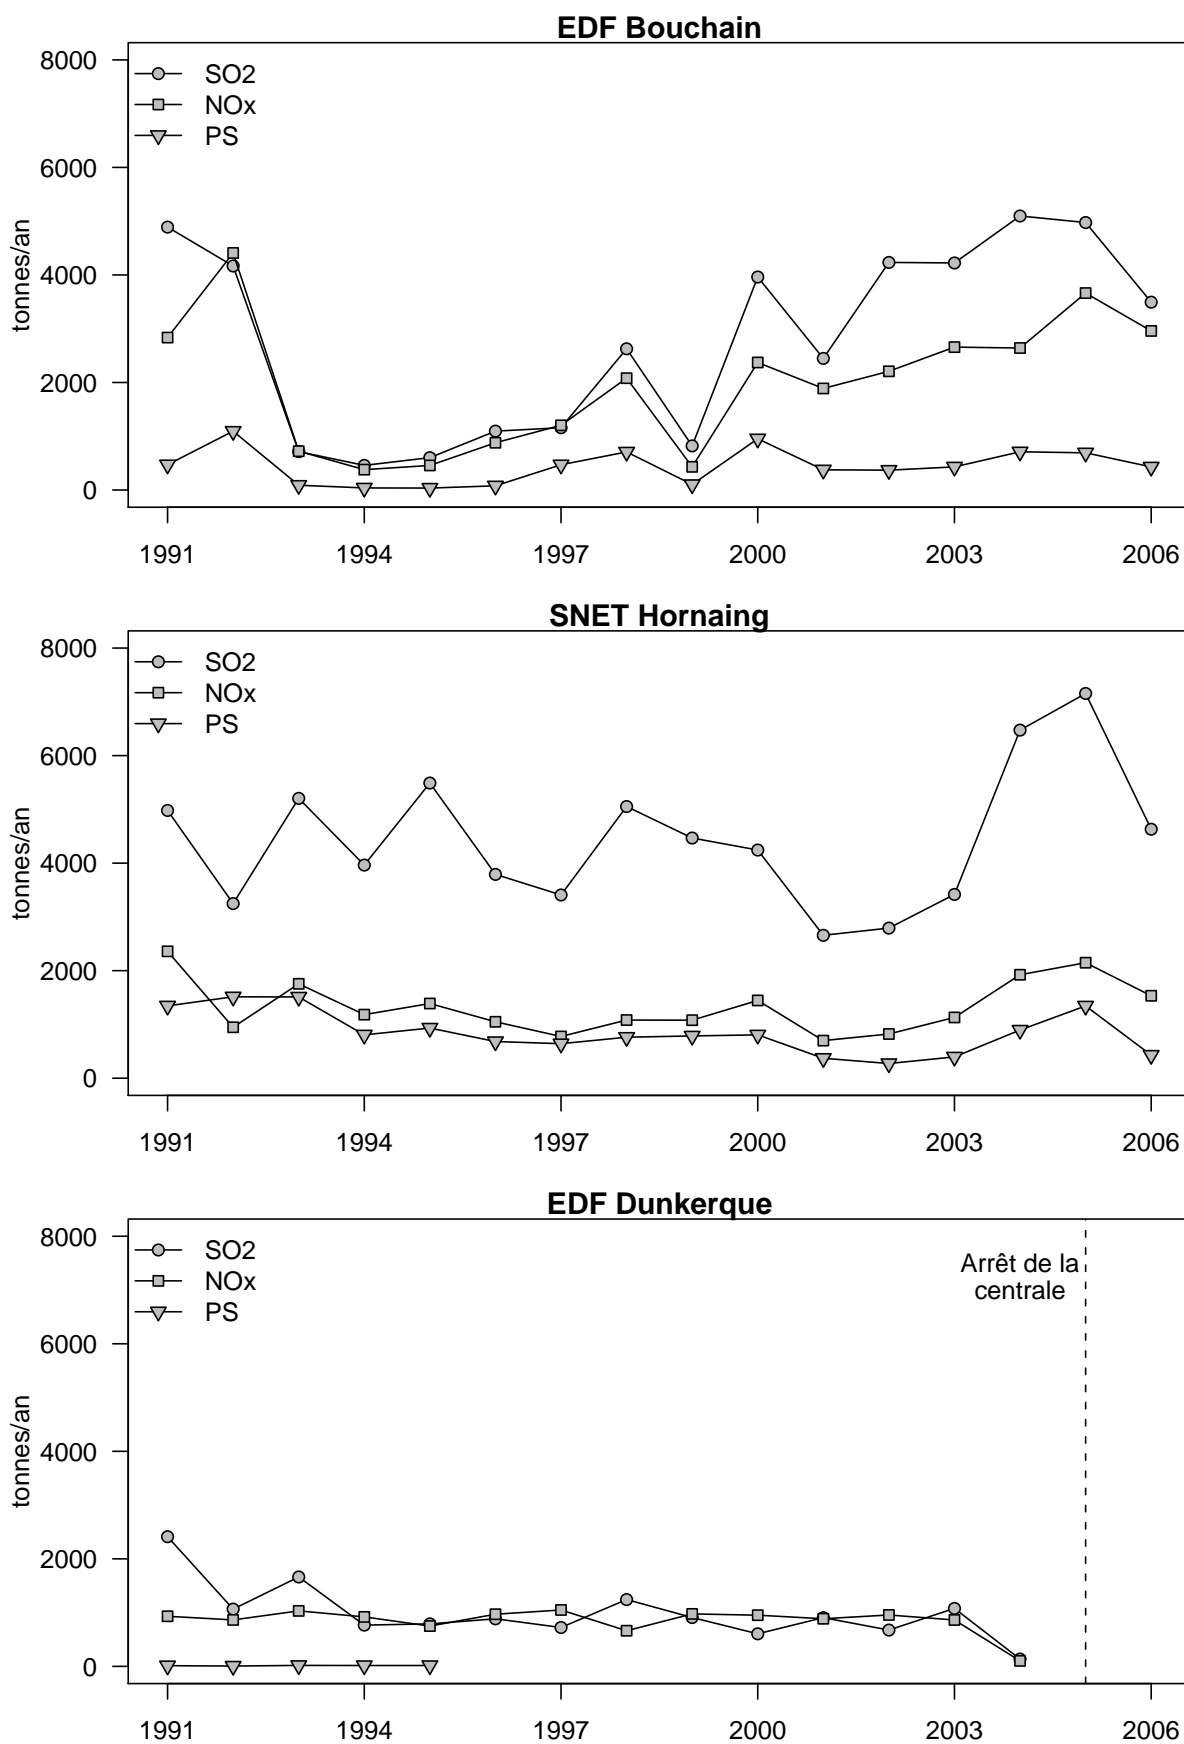 EDF Bouchain
8000
6000
4000
2000
0
tonnes/an
SO2
NOx
PS
1991 1994 1997 2000 2003 2006
SNET Hornaing
8000
6000
4000
2000
0
tonnes/an
SO2
NOx
PS
1991 1994 1997 2000 2003 2006
EDF Dunkerque
8000
6000
4000
2000
0
tonnes/an
SO2
NOx
PS
Arrêt de la
centrale
1991 1994 1997 2000 2003 2006